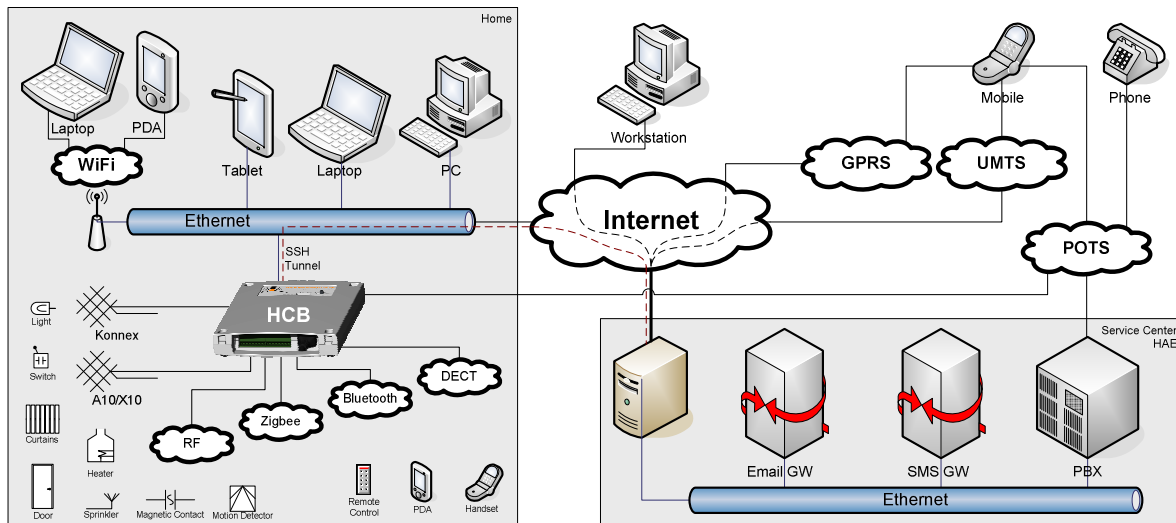 Home
Laptop
PDA
WiFi
Tablet
Laptop
PC
Ethernet
SSH
Tunnel
HCB
Light
Konnex
Switch
A10/X10
DECT
Bluetooth
Zigbee
RF
Curtains
Heater
Door
Sprinkler
Magnetic Contact
Motion Detector
Remote
Control
PDA
Handset
Workstation
Mobile
Phone
GPRS
UMTS
Internet
POTS
Service Center
HAE
Email GW
SMS GW
PBX
Ethernet